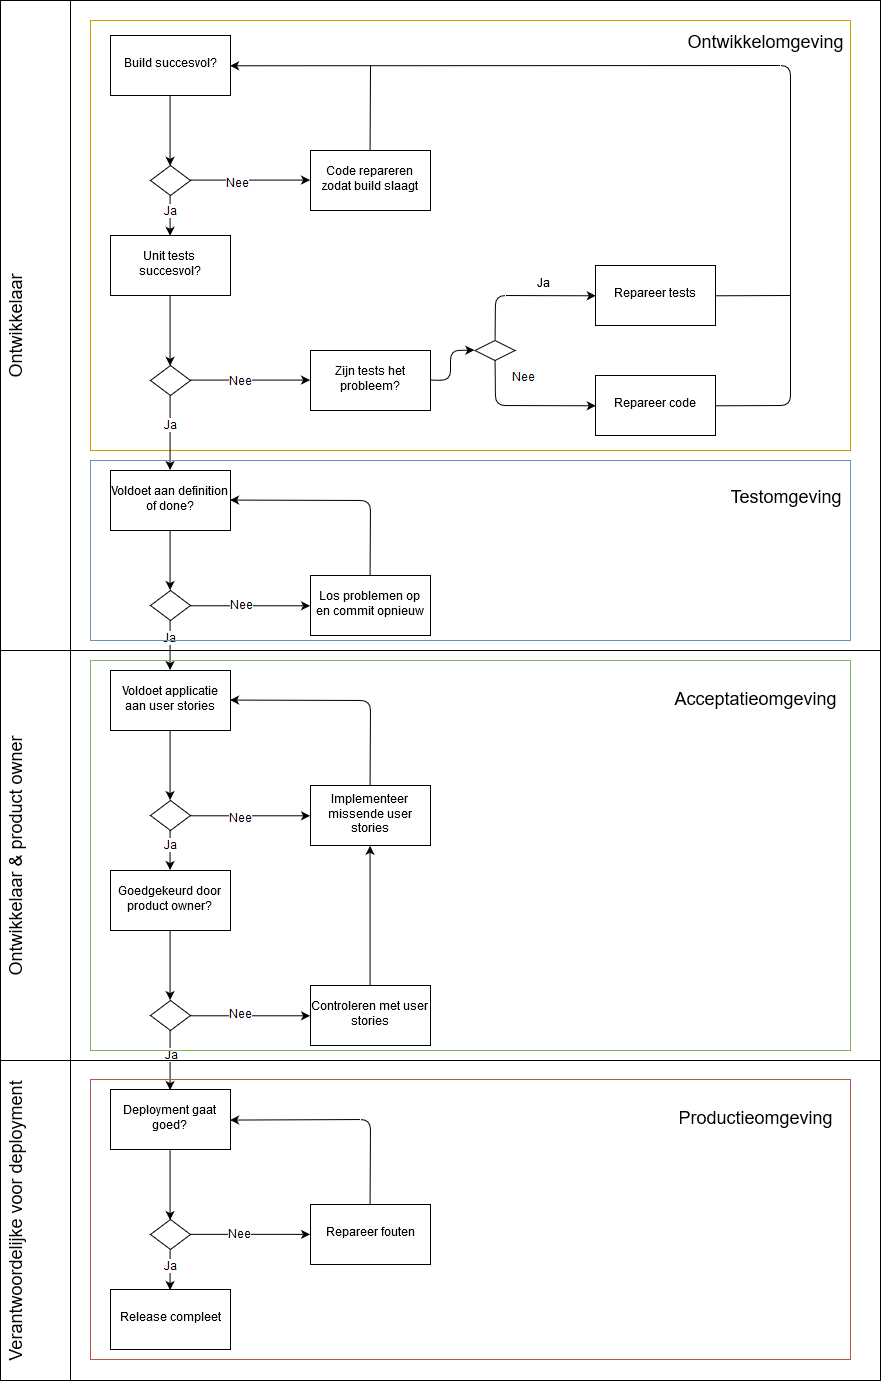 Ontwikkelaar
Ontwikkelomgeving
Build succesvol?
Nee
Code repareren
zodat build slaagt
Ja
Unit tests
succesvol?
Nee
Zijn tests het
probleem?
Ja
Repareer tests
Nee
Repareer code
Ja
Testomgeving
Voldoet aan definition
of done?
Nee
Los problemen op
en commit opnieuw
Ja
Ontwikkelaar & product owner
Acceptatieomgeving
Voldoet applicatie
aan user stories
Nee
Implementeer
missende user
stories
Ja
Goedgekeurd door
product owner?
Nee
Controleren met user
stories
Ja
Verantwoordelijke voor deployment
Productieomgeving
Deployment gaat
goed?
Nee
Repareer fouten
Ja
Release compleet